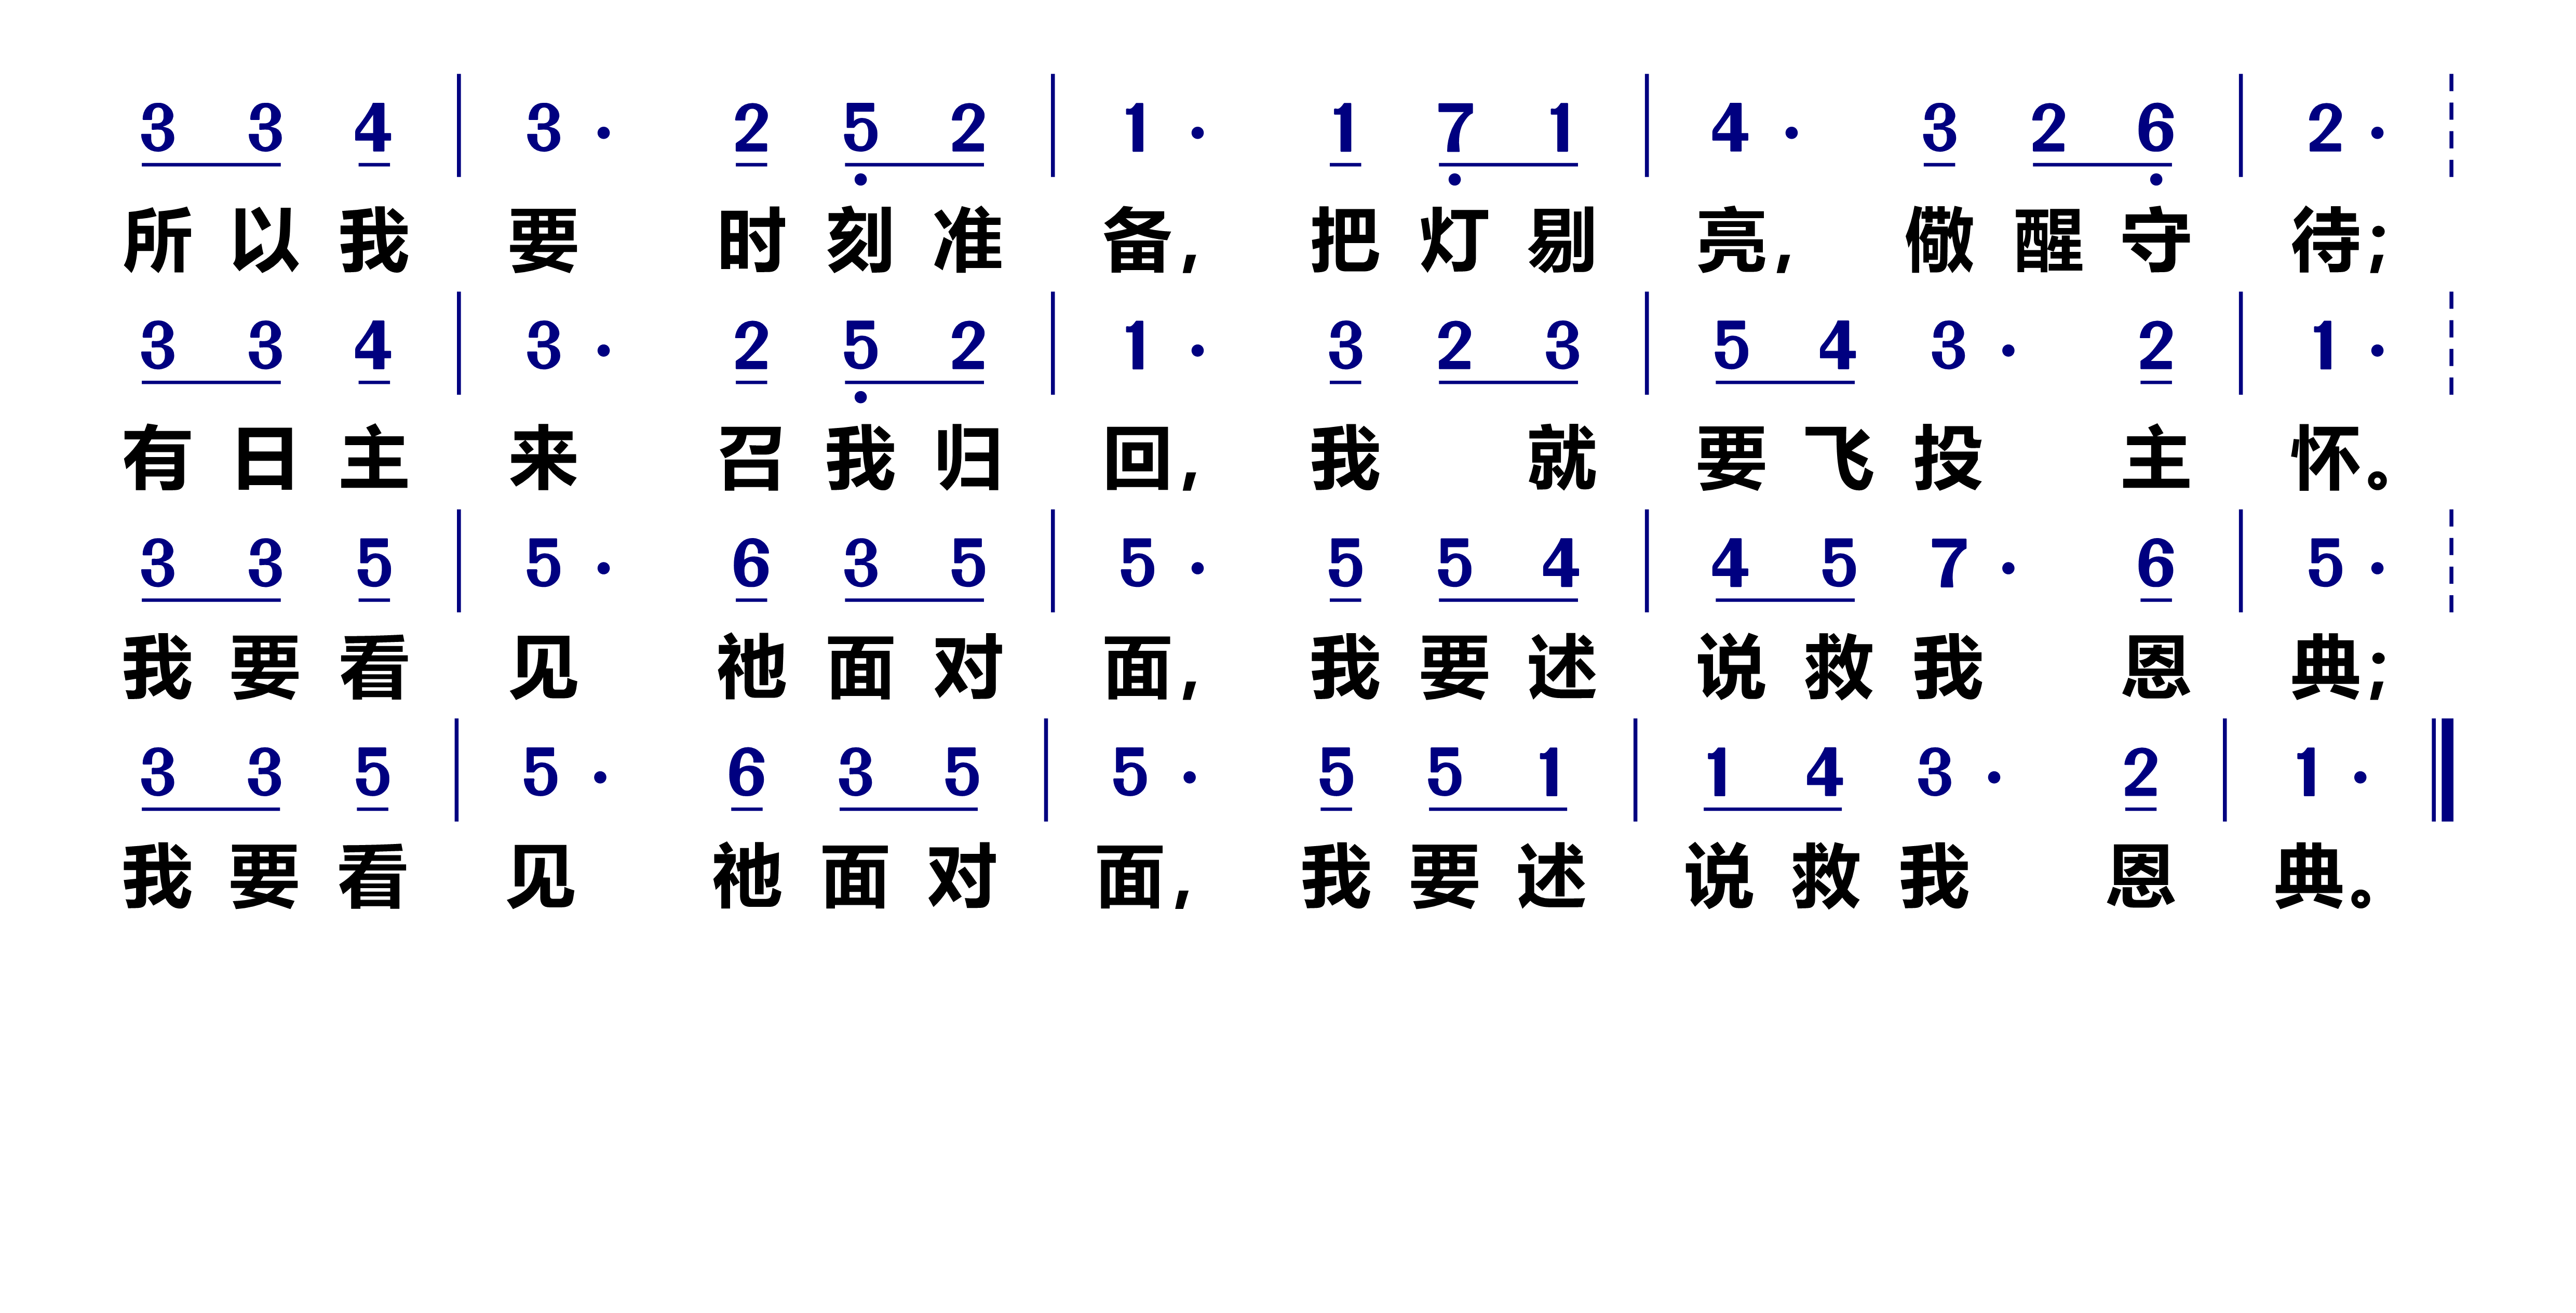 3 3 4 | 3 · 2 5 2 | 1 · 1 7 1 | 4 · 3 2 6 | 2 ·
所以我要时刻准备,把灯剔亮,儆醒守待;
3 3 4 | 3 · 2 5 2 | 1 · 3 2 3 | 5 4 3 · 2 | 1 ·
有日主来召我归回,我就要飞投主怀。
3 3 5 | 5 · 6 3 5 | 5 · 5 5 4 | 4 5 7 · 6 | 5 ·
我要看见祂面对面,我要述说救我恩典;
3 3 5 | 5 · 6 3 5 | 5 · 5 5 1 | 1 4 3 · 2 | 1 ·
我要看见祂面对面,我要述说救我恩典。